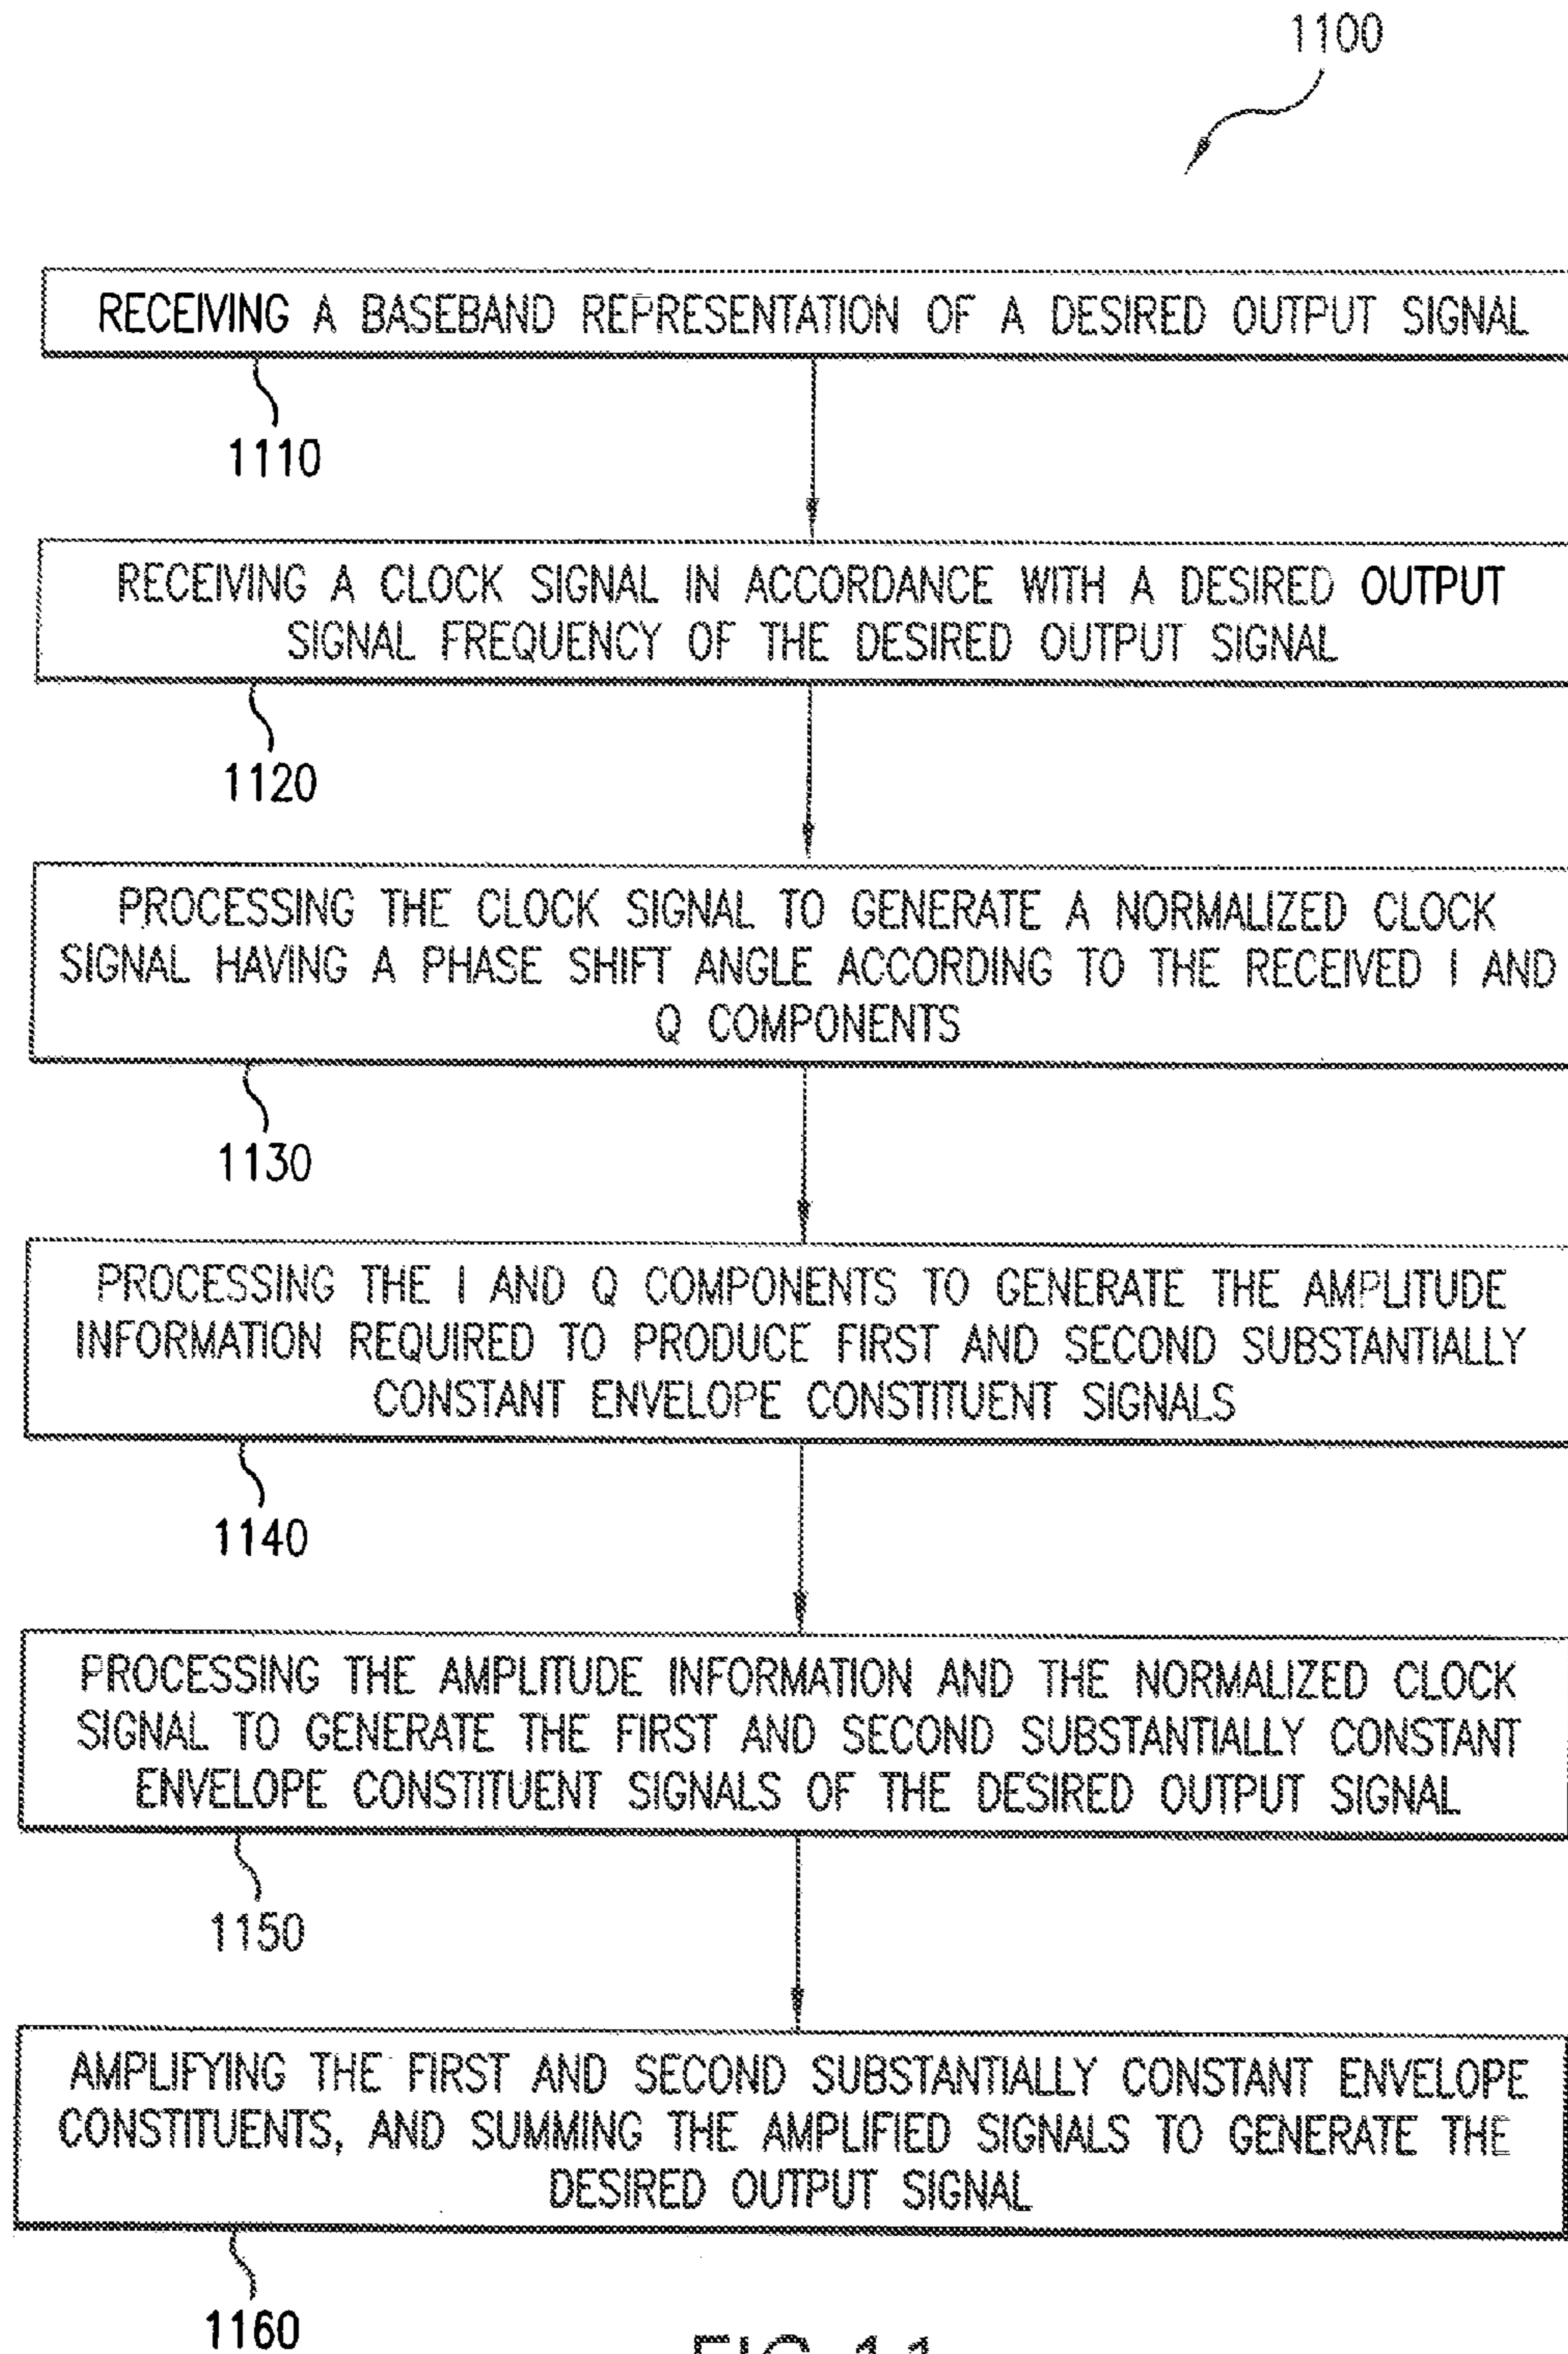 1100
RECEIVING A BASEBAND REPRESENTATION OF A DESIRED OUTPUT SIGNAL
1110
RECEIVING A CLOCK SIGNAL IN ACCORDANCE WITH A DESIRED OUTPUT
SIGNAL FREQUENCY OF THE DESIRED OUTPUT SIGNAL
1120
PROCESSING THE CLOCK SIGNAL TO GENERATE A NORMALIZED CLOCK
SIGNAL HAVING A PHASE SHIFT ANGLE ACCORDING TO THE RECEIVED I AND
Q COMPONENTS
1130
PROCESSING THE I AND Q COMPONENTS TO GENERATE THE AMPLITUDE
INFORMATION REQUIRED TO PRODUCE FIRST AND SECOND SUBSTANTIALLY
CONSTANT ENVELOPE CONSTITUENT SIGNALS
1140
PROCESSING THE AMPLITUDE INFORMATION AND THE NORMALIZED CLOCK
SIGNAL TO GENERATE THE FIRST AND SECOND SUBSTANTIALLY CONSTANT
ENVELOPE CONSTITUENT SIGNALS OF THE DESIRED OUTPUT SIGNAL
1150
AMPLIFYING THE FIRST AND SECOND SUBSTANTIALLY CONSTANT ENVELOPE
CONSTITUENTS, AND SUMMING THE AMPLIFIED SIGNALS TO GENERATE THE
DESIRED OUTPUT SIGNAL
1160
FIG. 11